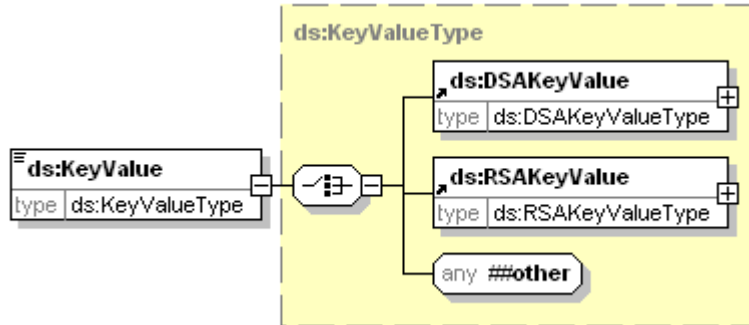 ds:KeyValueType
ds:DSAKeyValue
type ds:DSAKeyValueType
ds:KeyValue
type ds:KeyValueType
ds:RSAKeyValue
type ds:RSAKeyValueType
any ##other